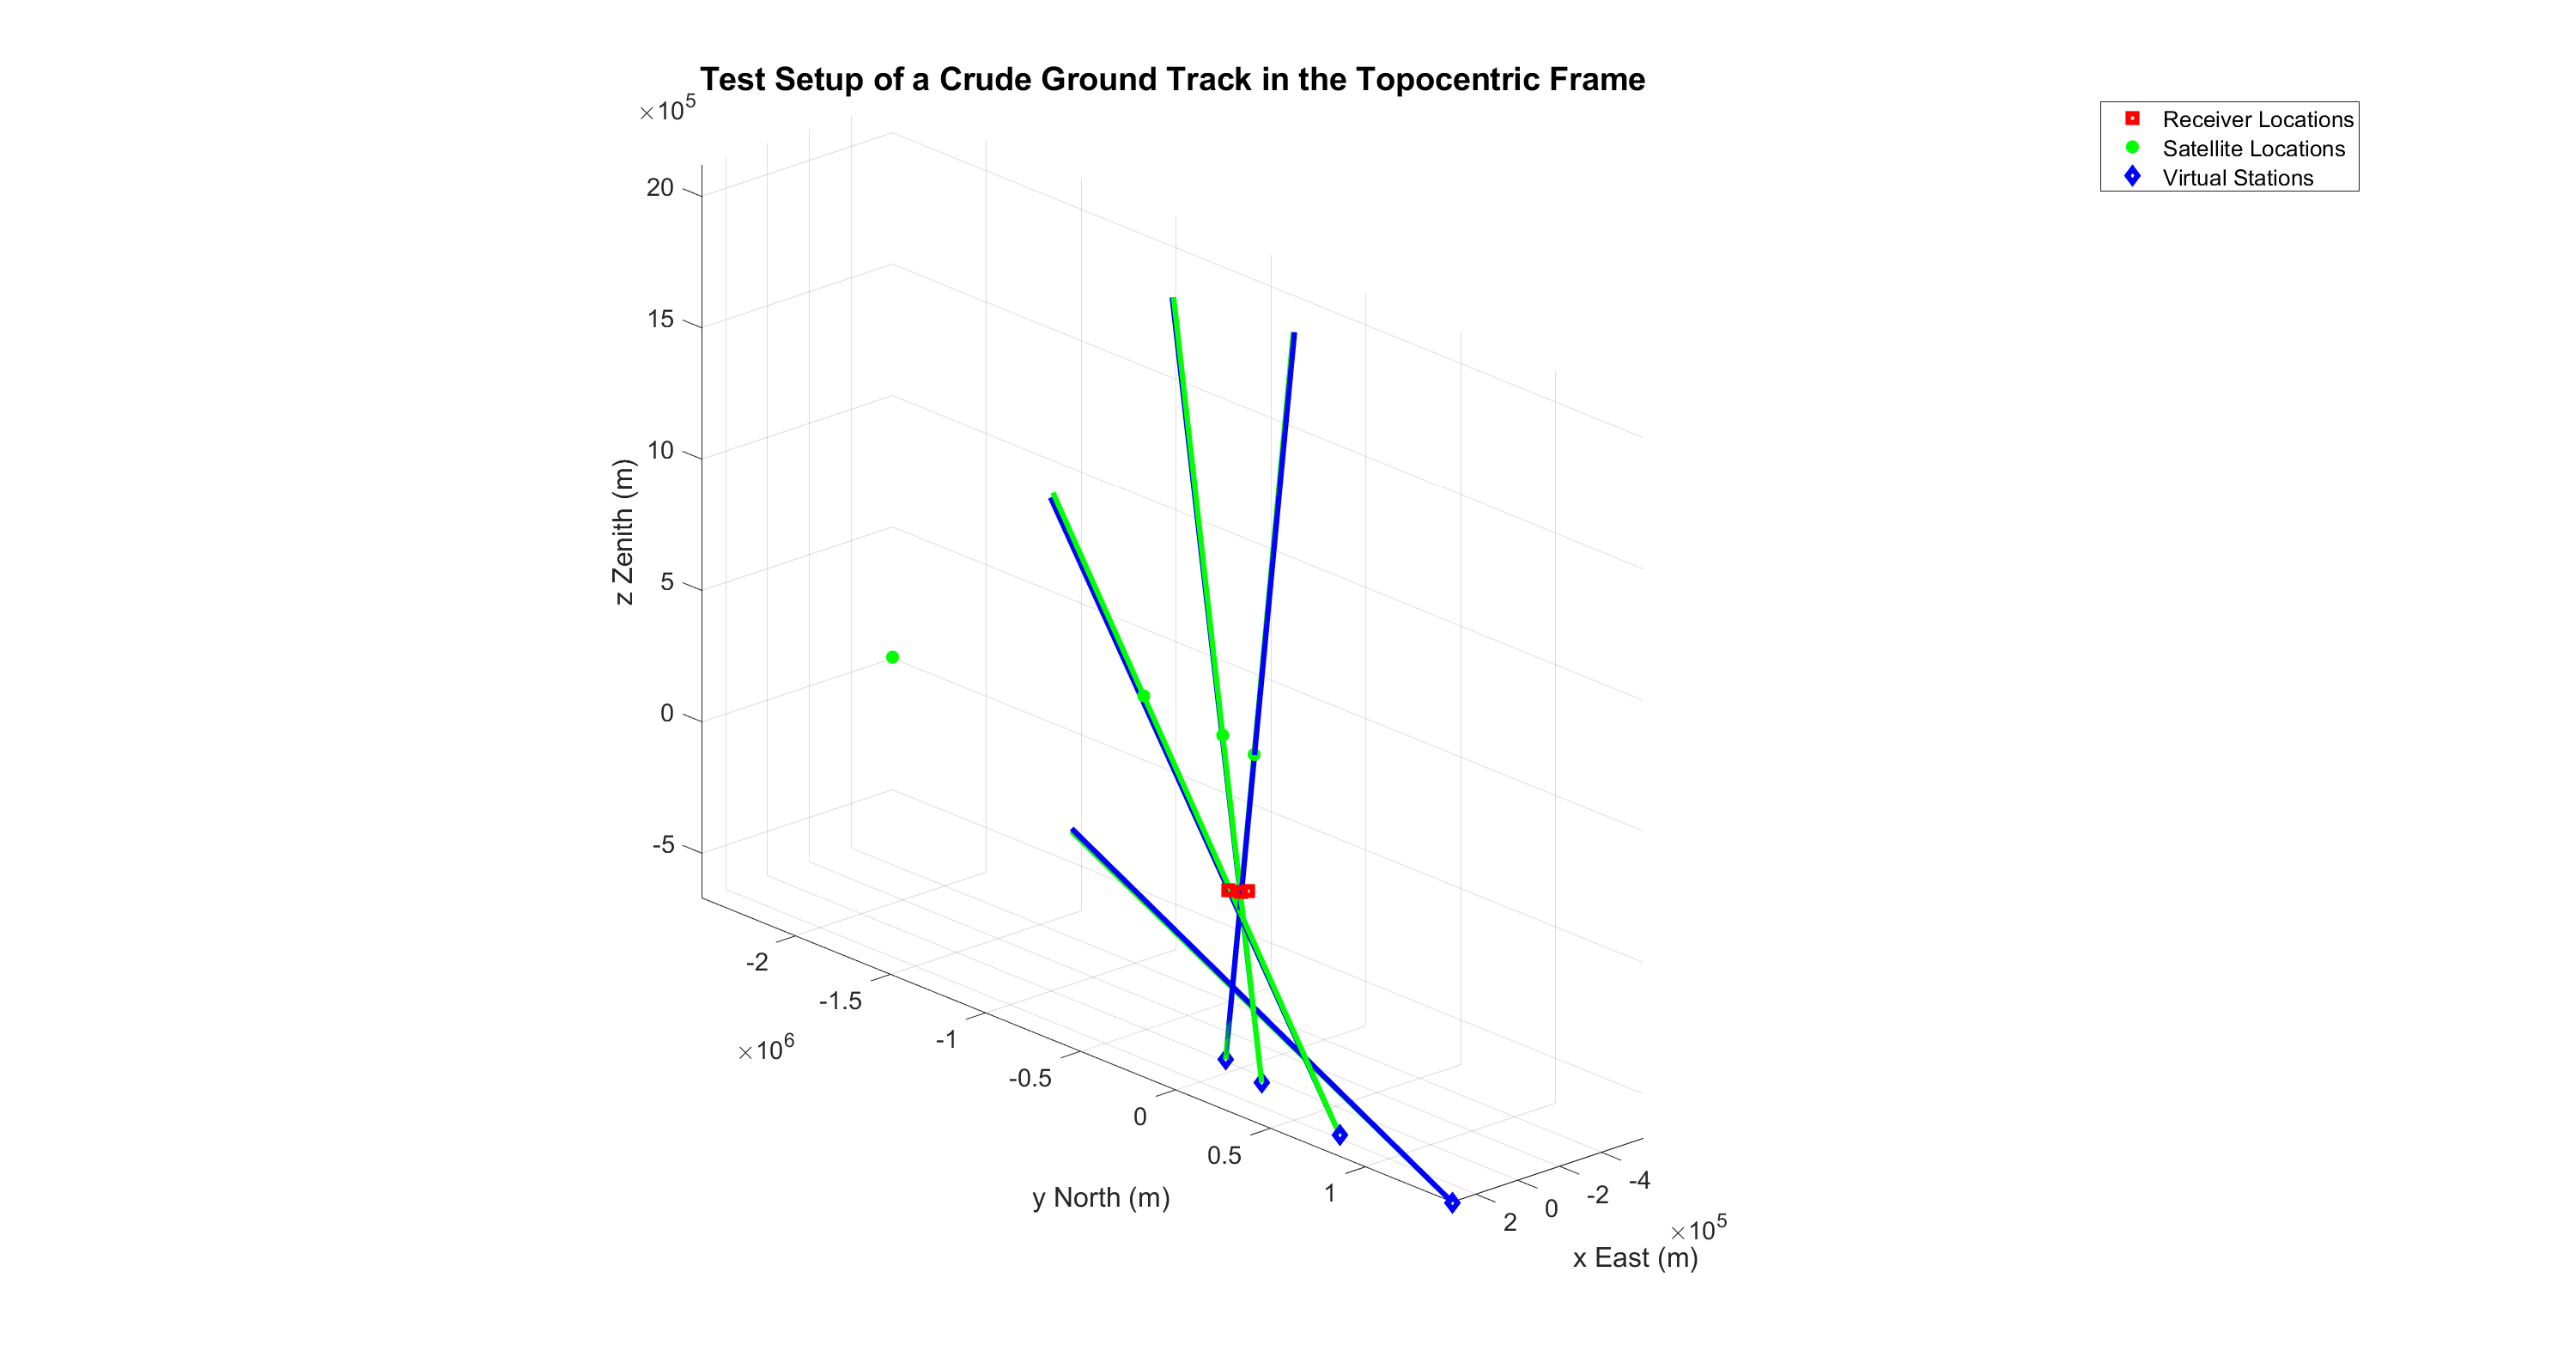 Test Setup of a Crude Ground Track in the Topocentric Frame
×10^5
Receiver Locations
Satellite Locations
Virtual Stations
20
15
10
5
0
-5
z Zenith (m)
-2
-1.5
-1
-0.5
0
0.5
1
×10^6
y North (m)
2
0
-2
-4
×10^5
x East (m)